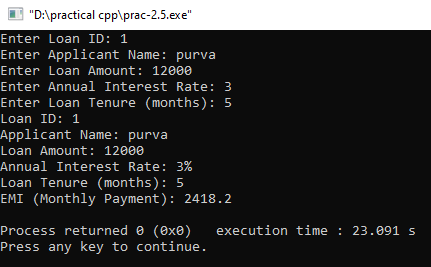 "D:\practical cpp\prac-2.5.exe"
Enter Loan ID: 1
Enter Applicant Name: purva
Enter Loan Amount: 12000
Enter Annual Interest Rate: 3
Enter Loan Tenure (months): 5
Loan ID: 1
Applicant Name: purva
Loan Amount: 12000
Annual Interest Rate: 3%
Loan Tenure (months): 5
EMI (Monthly Payment): 2418.2
Process returned 0 (0x0)   execution time : 23.091 s
Press any key to continue.